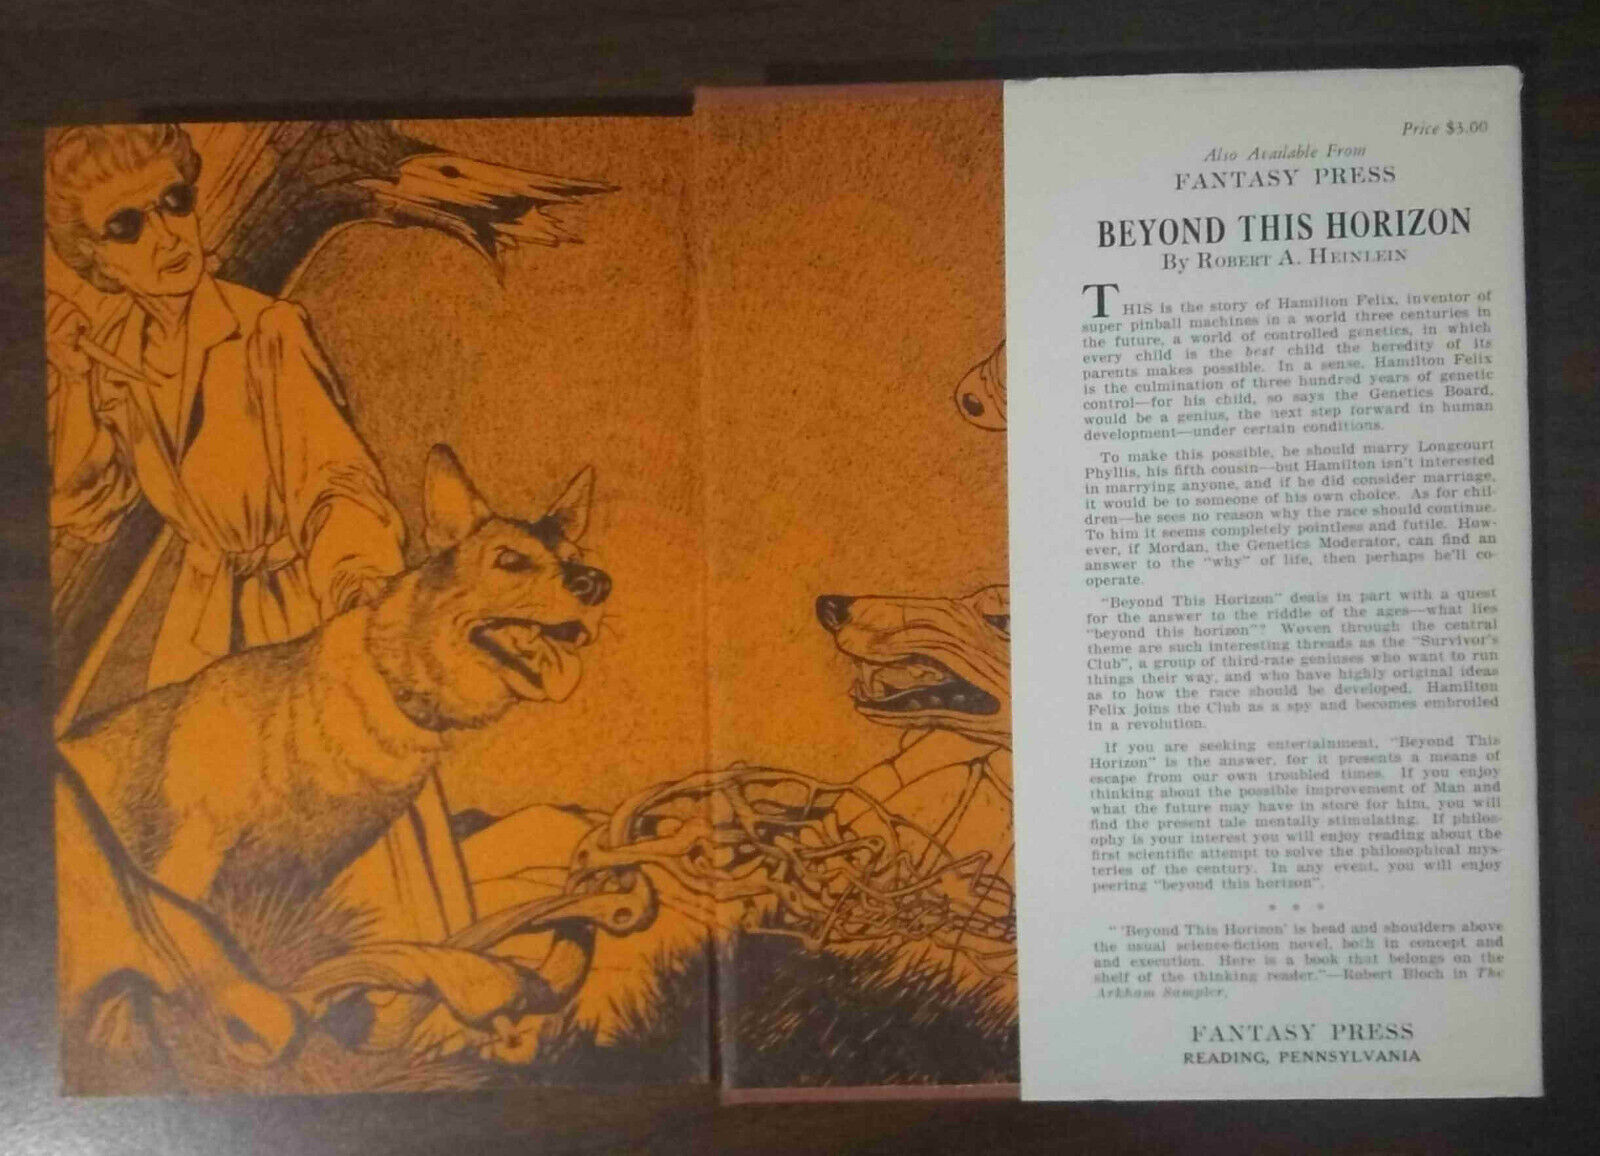 Price $3.00
Also Available From
FANTASY PRESS
BEYOND THIS HORIZON
By ROBERT A. HEINLEIN
THIS is the story of Hamilton Felix, inventor of
super pinball machines in a world three centuries in
the future, a world of controlled genetics, in which
every child is the best child the heredity of its
parents makes possible. In a sense, Hamilton Felix
is the culmination of three hundred years of genetic
control—for his child, so says the Genetics Board,
would be a genius, the next step forward in human
development—under certain conditions.
To make this possible, he should marry Longcourt
Phyllis, his fifth cousin—but Hamilton isn't interested
in marrying anyone, and if he did consider marriage,
it would be to someone of his own choice. As for chil-
dren—he sees no reason why the race should continue.
To him it seems completely pointless and futile. How-
ever, if Mordan, the Genetics Moderator, can find an
answer to the "why" of life, then perhaps he'll co-
operate.
"Beyond This Horizon" deals in part with a quest
for the answer to the riddle of the ages—what lies
"beyond this horizon"? Woven through the central
theme are such interesting threads as the "Survivor's
Club", a group of third-rate geniuses who want to run
things their way, and who have highly original ideas
as to how the race should be developed. Hamilton
Felix joins the Club as a spy and becomes embroiled
in a revolution.
If you are seeking entertainment, "Beyond This
Horizon" is the answer, for it presents a means of
escape from our own troubled times. If you enjoy
thinking about the possible improvement of Man and
what the future may have in store for him, you will
find the present tale mentally stimulating. If philos-
ophy is your interest you will enjoy reading about the
first scientific attempt to solve the philosophical mys-
teries of the century. In any event, you will enjoy
peering "beyond this horizon".
* * *
"'Beyond This Horizon' is head and shoulders above
the usual science-fiction novel, both in concept and
and execution. Here is a book that belongs on the
shelf of the thinking reader."—Robert Bloch in The
Arkham Sampler.
FANTASY PRESS
READING, PENNSYLVANIA